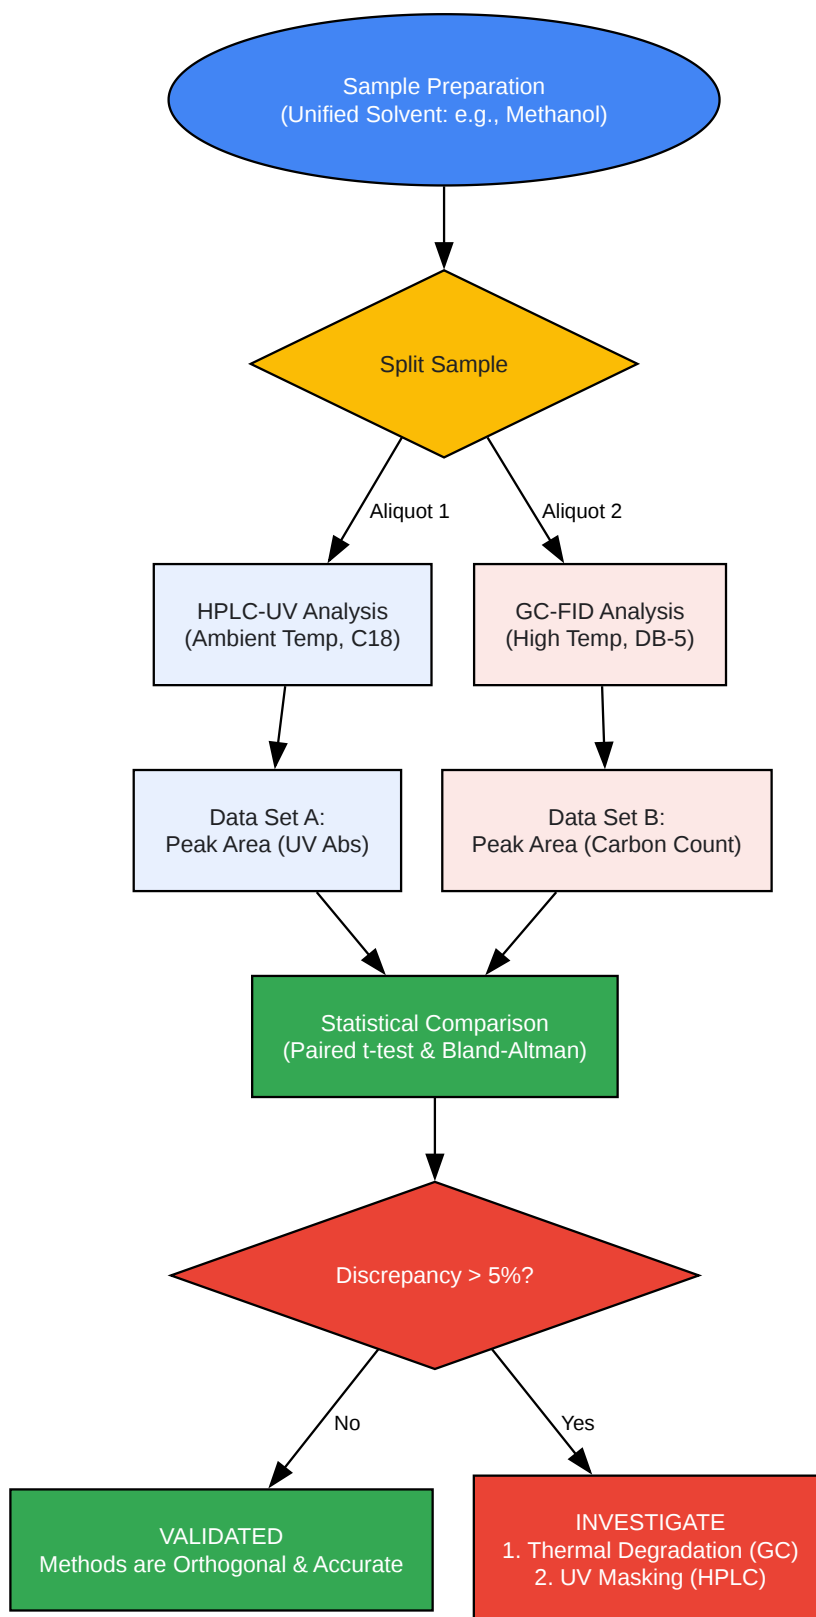 Sample Preparation
(Unified Solvent: e.g., Methanol)
Split Sample
Aliquot 1
Aliquot 2
HPLC-UV Analysis
(Ambient Temp, C18)
GC-FID Analysis
(High Temp, DB-5)
Data Set A:
Peak Area (UV Abs)
Data Set B:
Peak Area (Carbon Count)
Statistical Comparison
(Paired t-test & Bland-Altman)
Discrepancy > 5%?
No
Yes
VALIDATED
Methods are Orthogonal & Accurate
INVESTIGATE
1. Thermal Degradation (GC)
2. UV Masking (HPLC)